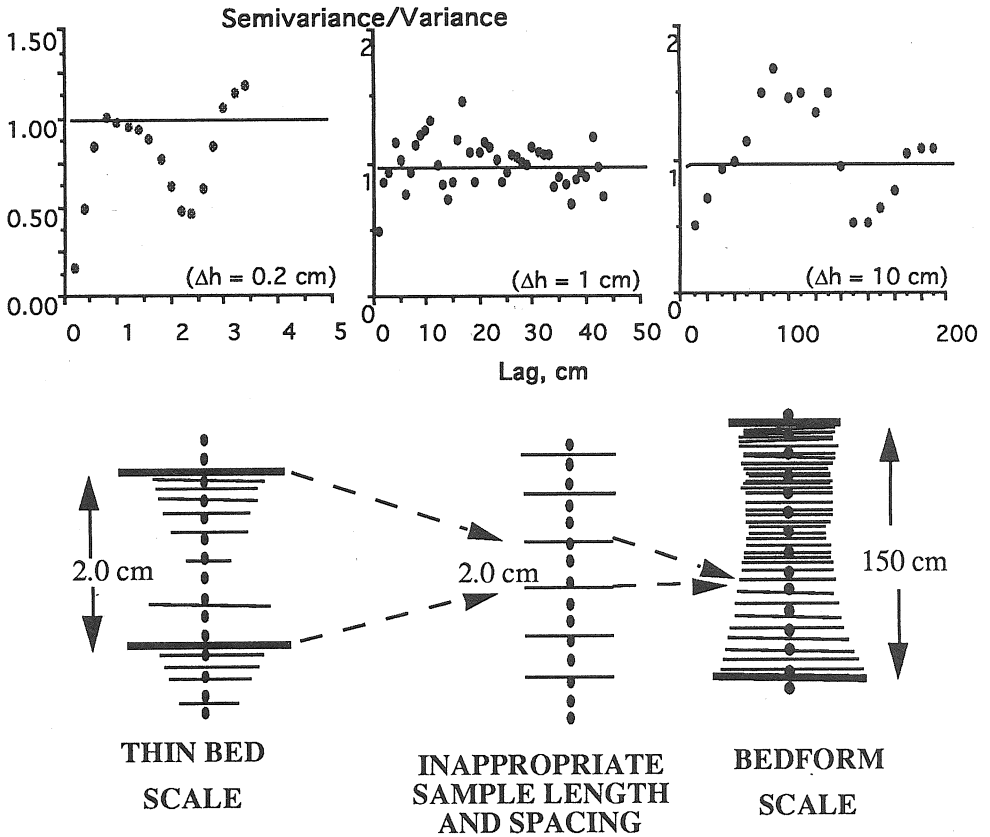 Semivariance/Variance
1.50
1.00
0.50
0.00
0 1 2 3 4 5
(Δh = 0.2 cm)
2
1
0
0 10 20 30 40 50
(Δh = 1 cm)
2
1
0
0 100 200
(Δh = 10 cm)
Lag, cm
2.0 cm
2.0 cm
150 cm
THIN BED
SCALE
INAPPROPRIATE
SAMPLE LENGTH
AND SPACING
BEDFORM
SCALE